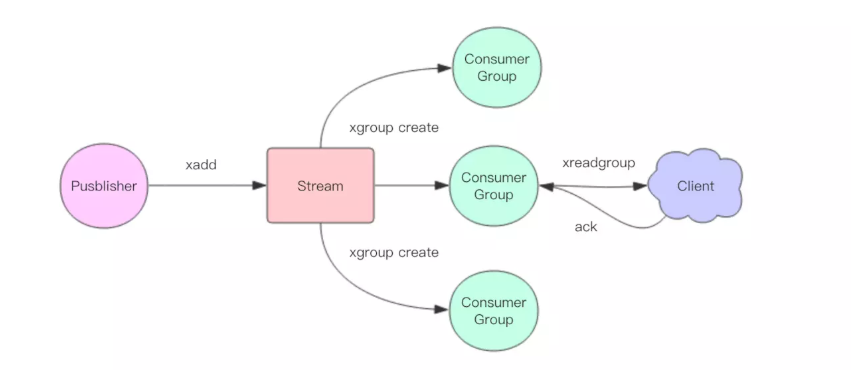 Consumer
Group
xgroup create
xadd
Pusblisher
Stream
Consumer
Group
xreadgroup
Client
ack
xgroup create
Consumer
Group